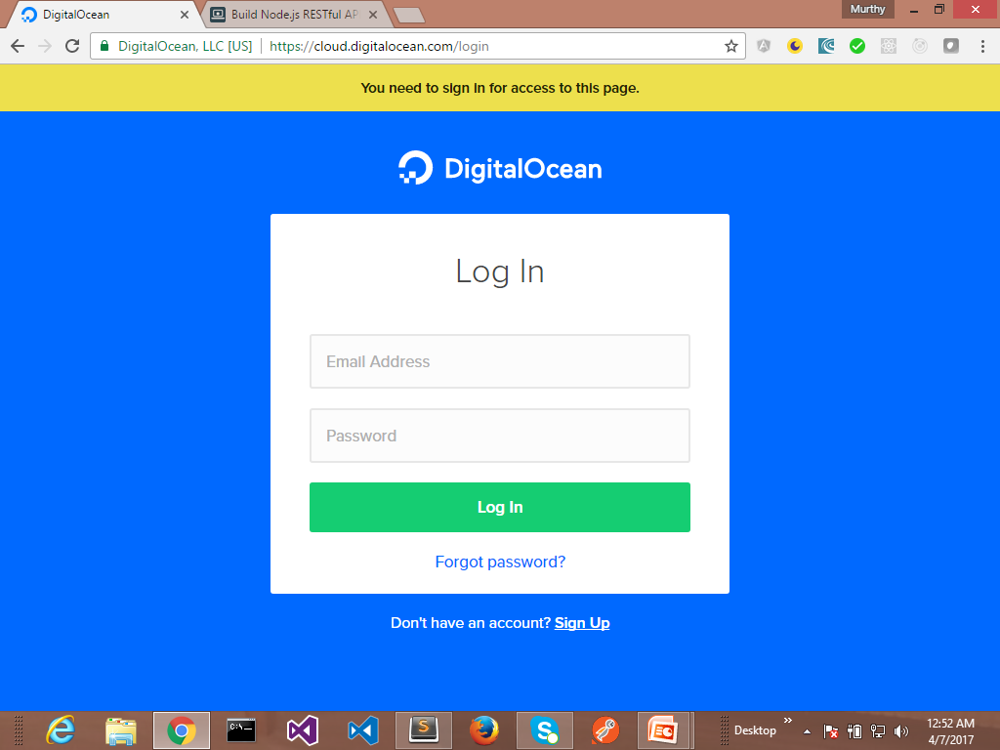 DigitalOcean
Build Node.js RESTful AP
Murthy
DigitalOcean, LLC [US]
https://cloud.digitalocean.com/login
You need to sign in for access to this page.
DigitalOcean
Log In
Email Address
Password
Log In
Forgot password?
Don't have an account? Sign Up
C:\_
S
S
Desktop
12:52 AM
4/7/2017